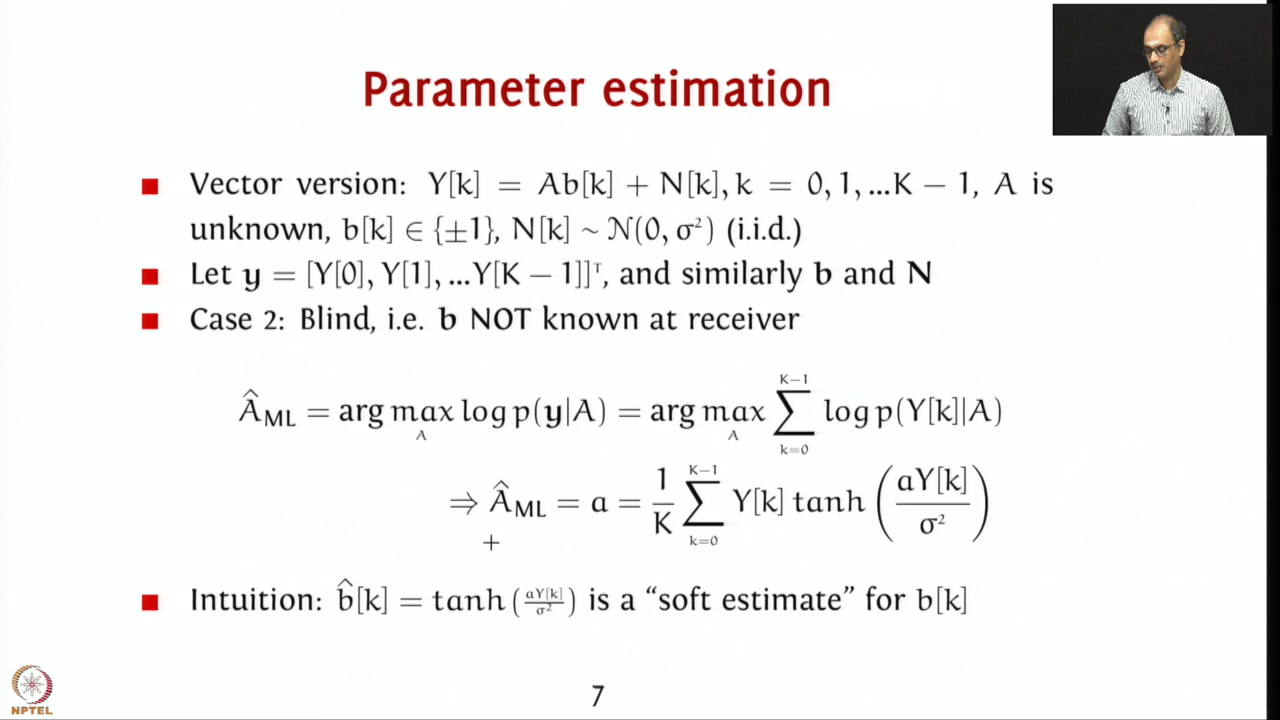 Parameter estimation
Vector version: Y[k] = Ab[k] + N[k], k = 0, 1, ...K − 1, A is
unknown, b[k] ∈ {±1}, N[k] ~ 𝒩(0, σ²) (i.i.d.)
Let y = [Y[0], Y[1], ...Y[K − 1]]ᵀ, and similarly b and N
Case 2: Blind, i.e. b NOT known at receiver
Â_ML = arg max_A log p(y|A) = arg max_A ∑_{k=0}^{K−1} log p(Y[k]|A)
⇒ Â_ML = a = 1/K ∑_{k=0}^{K−1} Y[k] tanh (aY[k]/σ²)
+
Intuition: b̂[k] = tanh (aY[k]/σ²) is a “soft estimate” for b[k]
NPTEL
7